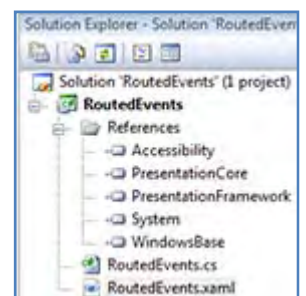 Solution Explorer - Solution 'RoutedEven
Solution 'RoutedEvents' (1 project)
RoutedEvents
References
Accessibility
PresentationCore
PresentationFramework
System
WindowsBase
RoutedEvents.cs
RoutedEvents.xaml